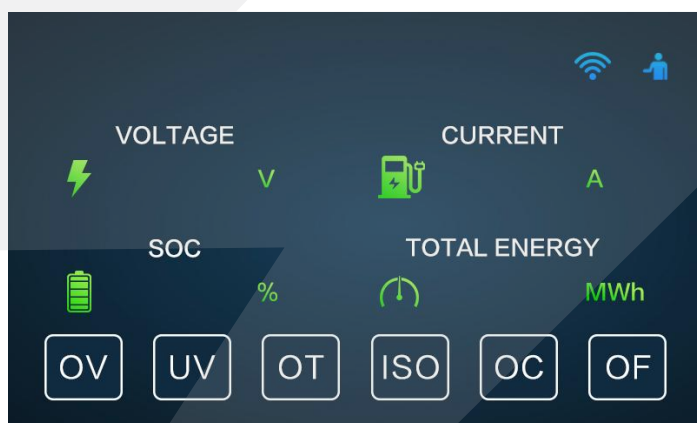 VOLTAGE CURRENT
V A
SOC TOTAL ENERGY
% MWh
OV UV OT ISO OC OF